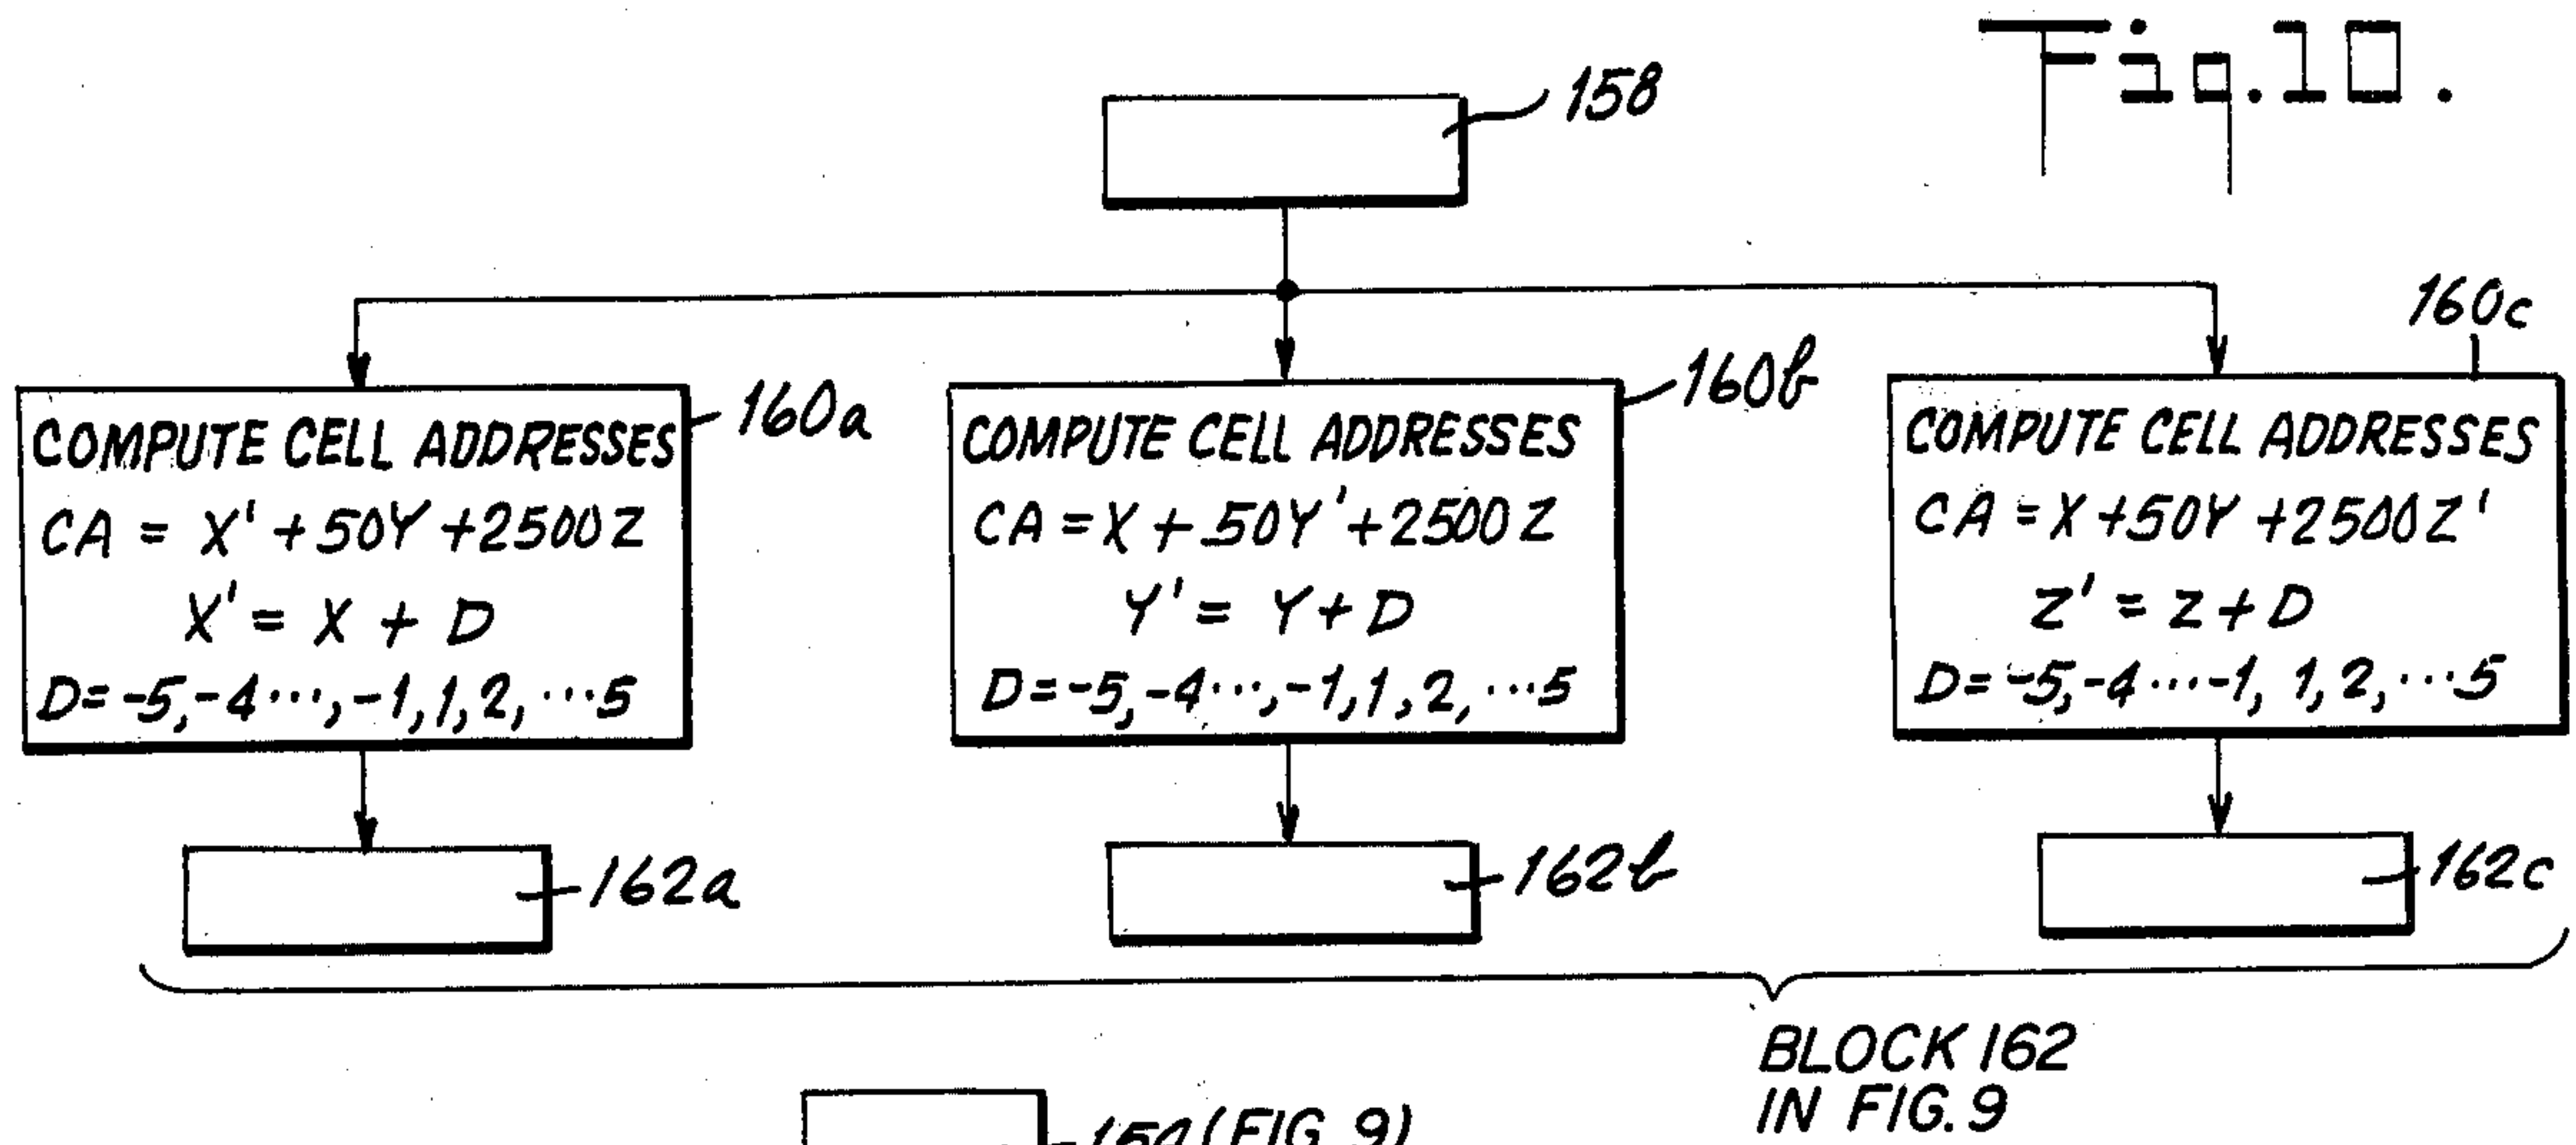 Fig. 10.
158
160a
160b
160c
COMPUTE CELL ADDRESSES
CA = X' + 50Y + 2500Z
X' = X + D
D = -5, -4 ···, -1, 1, 2, ···5
COMPUTE CELL ADDRESSES
CA = X + 50Y' + 2500Z
Y' = Y + D
D = -5, -4 ···, -1, 1, 2, ···5
COMPUTE CELL ADDRESSES
CA = X + 50Y + 2500Z'
Z' = Z + D
D = -5, -4 ··· -1, 1, 2, ···5
162a
162b
162c
BLOCK 162
IN FIG. 9
(FIG. 9)